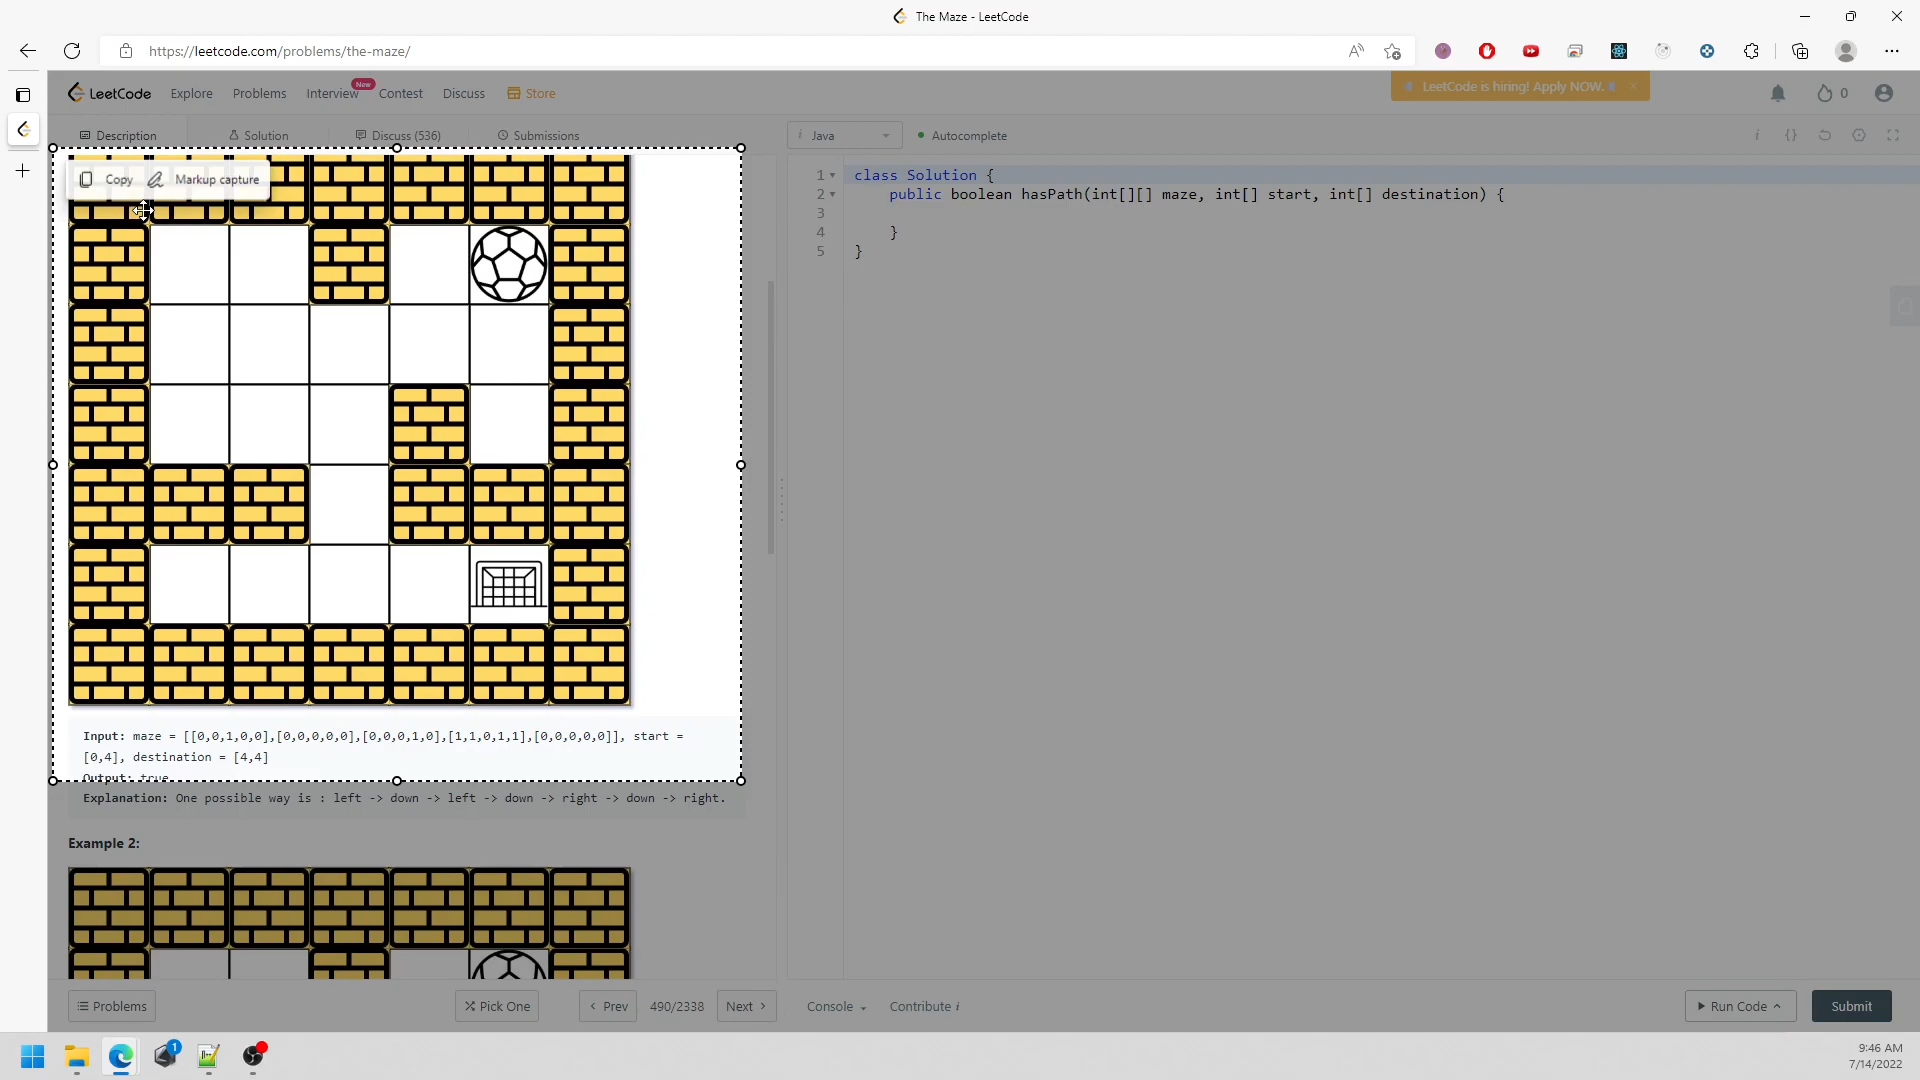 The Maze - LeetCode
https://leetcode.com/problems/the-maze/
LeetCode
Explore
Problems
Interview
New
Contest
Discuss
Store
LeetCode is hiring! Apply NOW.
0
Description
Solution
Discuss (536)
Submissions
i Java
Autocomplete
i
{}
Copy
Markup capture
1 class Solution {
2 public boolean hasPath(int[][] maze, int[] start, int[] destination) {
3
4 }
5 }
Input: maze = [[0,0,1,0,0],[0,0,0,0,0],[0,0,0,1,0],[1,1,0,1,1],[0,0,0,0,0]], start =
[0,4], destination = [4,4]
Output: true
Explanation: One possible way is : left -> down -> left -> down -> right -> down -> right.
Example 2:
Problems
Pick One
< Prev
490/2338
Next >
Console
Contribute i
Run Code
Submit
1
9:46 AM
7/14/2022